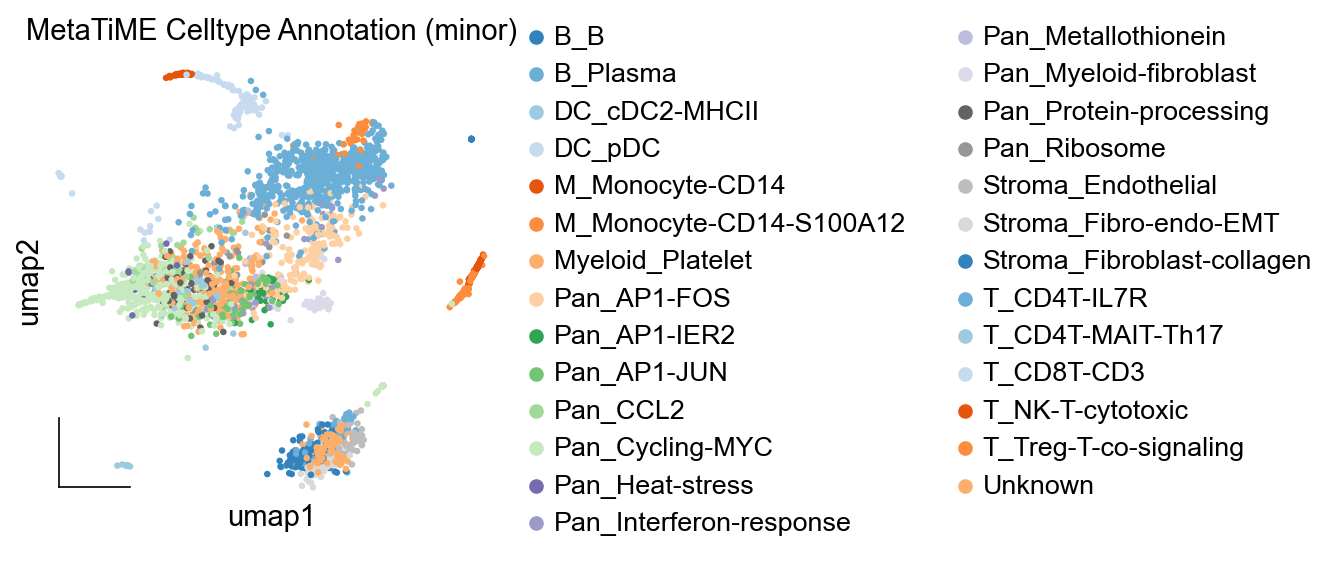 MetaTiME Celltype Annotation (minor)
umap2
umap1
B_B
B_Plasma
DC_cDC2-MHCII
DC_pDC
M_Monocyte-CD14
M_Monocyte-CD14-S100A12
Myeloid_Platelet
Pan_AP1-FOS
Pan_AP1-IER2
Pan_AP1-JUN
Pan_CCL2
Pan_Cycling-MYC
Pan_Heat-stress
Pan_Interferon-response
Pan_Metallothionein
Pan_Myeloid-fibroblast
Pan_Protein-processing
Pan_Ribosome
Stroma_Endothelial
Stroma_Fibro-endo-EMT
Stroma_Fibroblast-collagen
T_CD4T-IL7R
T_CD4T-MAIT-Th17
T_CD8T-CD3
T_NK-T-cytotoxic
T_Treg-T-co-signaling
Unknown